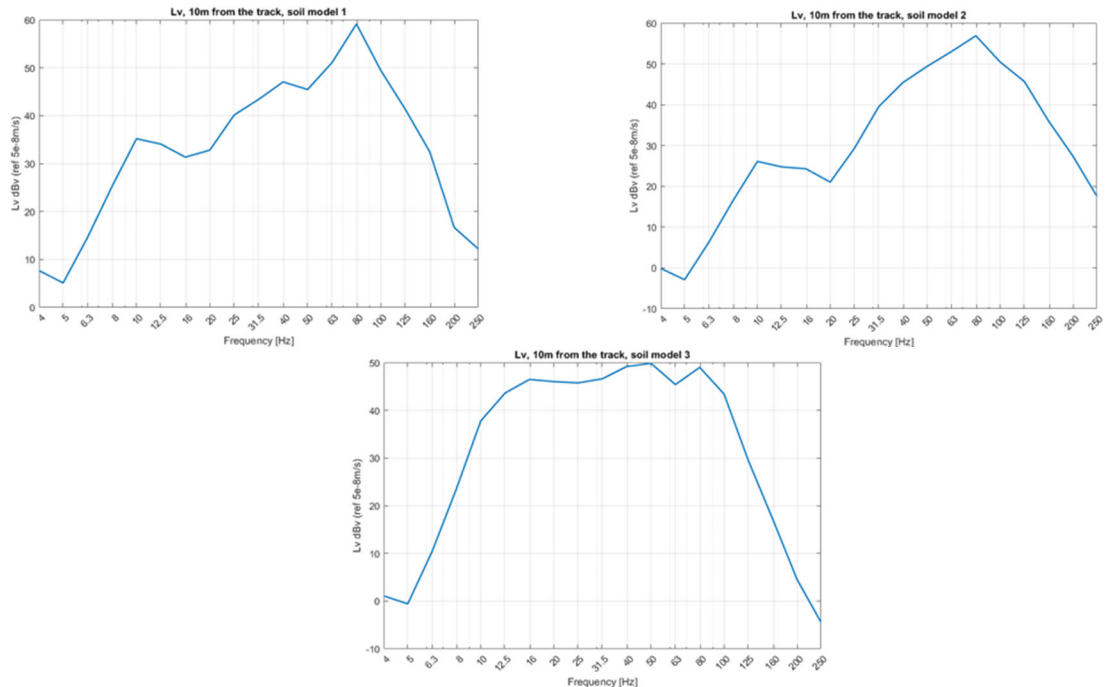 Lv, 10m from the track, soil model 1
60
50
40
30
20
10
0
Lv dBv (ref 5e-8m/s)
4 5 6.3 8 10 12.5 16 20 25 31.5 40 50 63 80 100 125 160 200 250
Frequency [Hz]
Lv, 10m from the track, soil model 2
60
50
40
30
20
10
0
-10
Lv dBv (ref 5e-8m/s)
4 5 6.3 8 10 12.5 16 20 25 31.5 40 50 63 80 100 125 160 200 250
Frequency [Hz]
Lv, 10m from the track, soil model 3
50
40
30
20
10
0
-10
Lv dBv (ref 5e-8m/s)
4 5 6.3 8 10 12.5 16 20 25 31.5 40 50 63 80 100 125 160 200 250
Frequency [Hz]